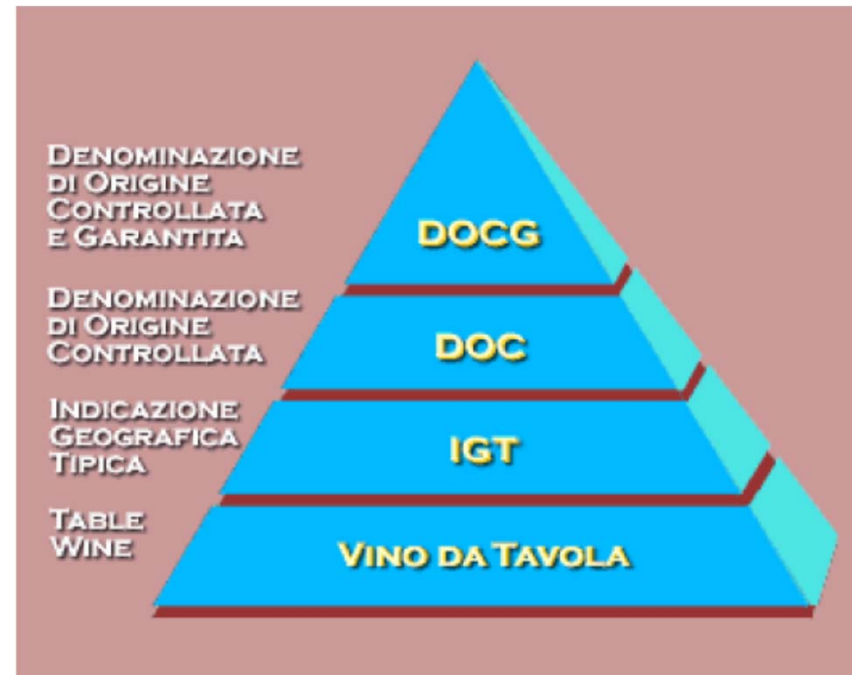 DENOMINAZIONE
DI ORIGINE
CONTROLLATA
E GARANTITA
DOCG
DENOMINAZIONE
DI ORIGINE
CONTROLLATA
DOC
INDICAZIONE
GEOGRAFICA
TIPICA
IGT
TABLE
WINE
VINO DA TAVOLA